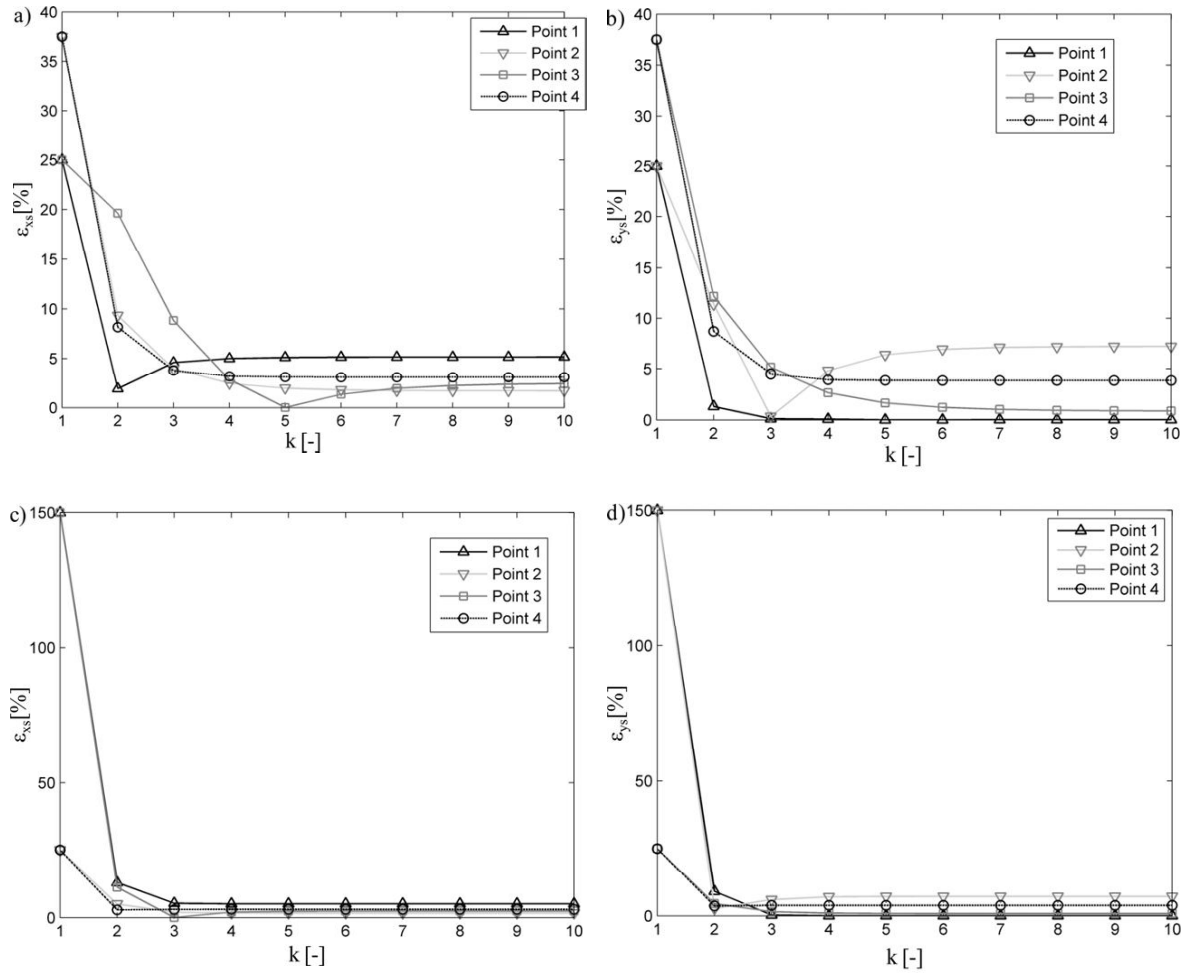 a)
40
35
30
25
20
15
10
5
0
1 2 3 4 5 6 7 8 9 10
εxs[%]
k [-]
Point 1
Point 2
Point 3
Point 4
b)
40
35
30
25
20
15
10
5
0
1 2 3 4 5 6 7 8 9 10
εys[%]
k [-]
Point 1
Point 2
Point 3
Point 4
c)
150
100
50
0
1 2 3 4 5 6 7 8 9 10
εxs[%]
k [-]
Point 1
Point 2
Point 3
Point 4
d)
150
100
50
0
1 2 3 4 5 6 7 8 9 10
εys[%]
k [-]
Point 1
Point 2
Point 3
Point 4